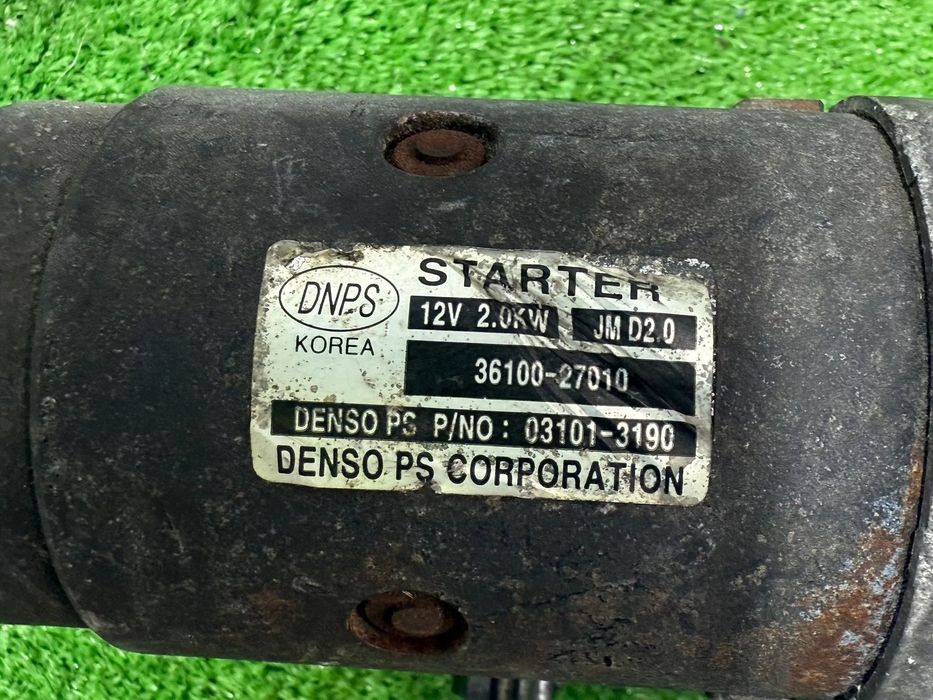 STARTER
DNPS
12V 2.0KW JM D2.0
KOREA
36100-27010
DENSO PS P/NO : 03101-3190
DENSO PS CORPORATION